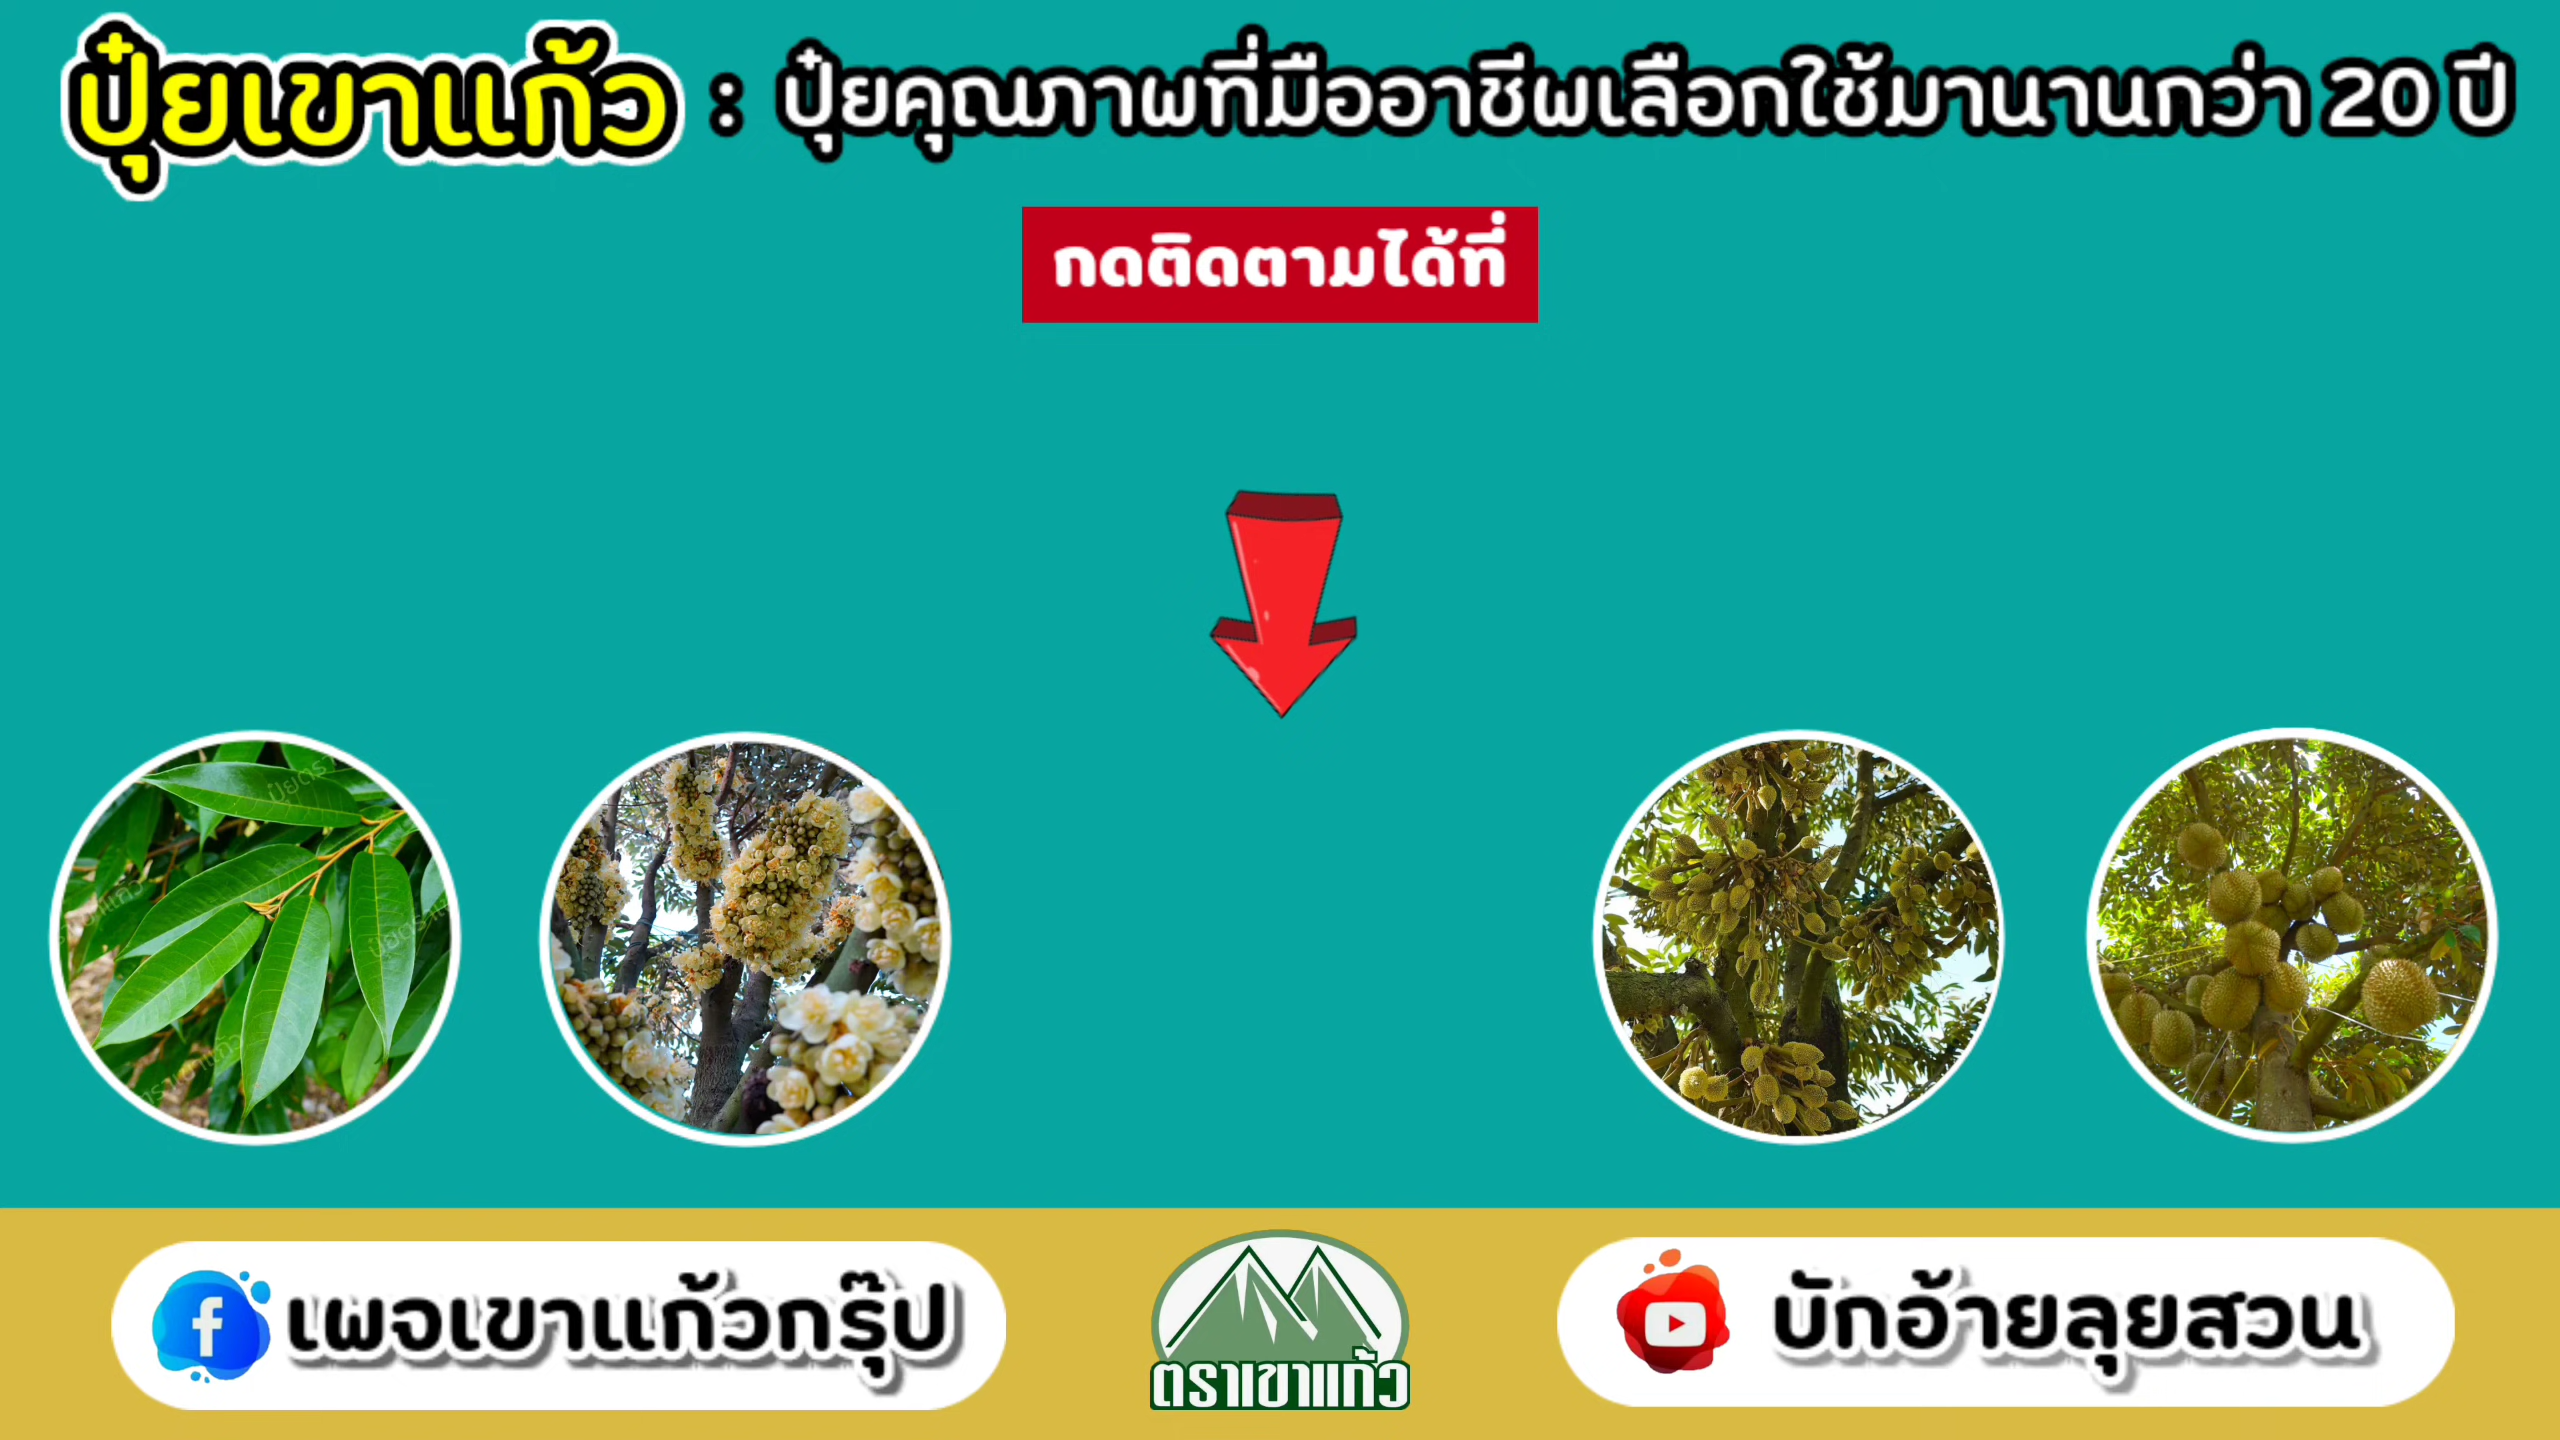 ปุ๋ยเขาแก้ว : ปุ๋ยคุณภาพที่มืออาชีพเลือกใช้มานานกว่า 20 ปี
กดติดตามได้ที่
เพจเขาแก้วกรุ๊ป
ตราเขาแก้ว
บักอ้ายลุยสวน